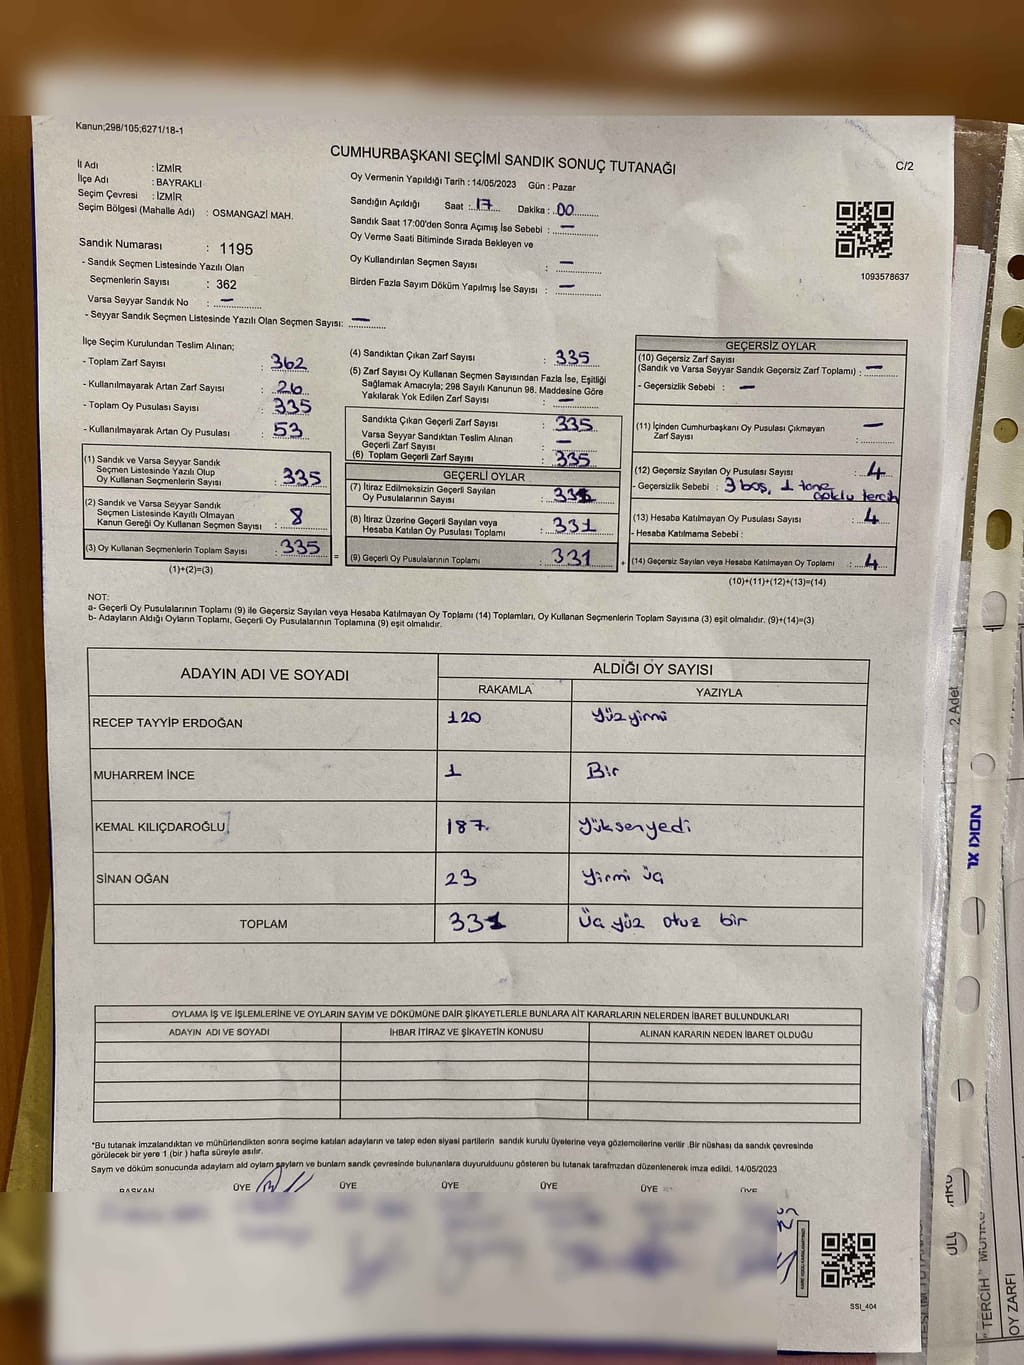 Kanun;298/105;6271/18-1
CUMHURBAŞKANI SEÇİMİ SANDIK SONUÇ TUTANAĞI
C/2
İl Adı : İZMİR
İlçe Adı : BAYRAKLI
Seçim Çevresi : İZMİR
Seçim Bölgesi (Mahalle Adı) : OSMANGAZİ MAH.
Sandık Numarası : 1195
- Sandık Seçmen Listesinde Yazılı Olan
Seçmenlerin Sayısı : 362
Varsa Seyyar Sandık No : —
- Seyyar Sandık Seçmen Listesinde Yazılı Olan Seçmen Sayısı: —
Oy Vermenin Yapıldığı Tarih : 14/05/2023 Gün : Pazar
Sandığın Açıldığı Saat : 17 Dakika : 00
Sandık Saat 17:00'den Sonra Açımış İse Sebebi : —
Oy Verme Saati Bitiminde Sırada Bekleyen ve
Oy Kullandırılan Seçmen Sayısı : —
Birden Fazla Sayım Döküm Yapılmış İse Sayısı : —
1093578637
İlçe Seçim Kurulundan Teslim Alınan;
- Toplam Zarf Sayısı : 362
- Kullanılmayarak Artan Zarf Sayısı : 26
- Toplam Oy Pusulası Sayısı : 335
- Kullanılmayarak Artan Oy Pusulası : 53
(1) Sandık ve Varsa Seyyar Sandık
Seçmen Listesinde Yazılı Olup
Oy Kullanan Seçmenlerin Sayısı : 335
(2) Sandık ve Varsa Seyyar Sandık
Seçmen Listesinde Kayıtlı Olmayan
Kanun Gereği Oy Kullanan Seçmen Sayısı : 8
(3) Oy Kullanan Seçmenlerin Toplam Sayısı : 335
(1)+(2)=(3)
=
(4) Sandıktan Çıkan Zarf Sayısı : 335
(5) Zarf Sayısı Oy Kullanan Seçmen Sayısından Fazla İse, Eşitliği
Sağlamak Amacıyla; 298 Sayılı Kanunun 98. Maddesine Göre
Yakılarak Yok Edilen Zarf Sayısı : —
Sandıkta Çıkan Geçerli Zarf Sayısı : 335
Varsa Seyyar Sandıktan Teslim Alınan
Geçerli Zarf Sayısı : —
(6) Toplam Geçerli Zarf Sayısı : 335
GEÇERLİ OYLAR
(7) İtiraz Edilmeksizin Geçerli Sayılan
Oy Pusulalarının Sayısı : 331
(8) İtiraz Üzerine Geçerli Sayılan veya
Hesaba Katılan Oy Pusulası Toplamı : 331
(9) Geçerli Oy Pusulalarının Toplamı : 331
+
GEÇERSİZ OYLAR
(10) Geçersiz Zarf Sayısı
(Sandık ve Varsa Seyyar Sandık Geçersiz Zarf Toplamı) : —
- Geçersizlik Sebebi : —
(11) İçinden Cumhurbaşkanı Oy Pusulası Çıkmayan
Zarf Sayısı : —
(12) Geçersiz Sayılan Oy Pusulası Sayısı : 4
- Geçersizlik Sebebi : 3 boş, 1 tane
çoklu tercih
(13) Hesaba Katılmayan Oy Pusulası Sayısı : 4
- Hesaba Katılmama Sebebi :
(14) Geçersiz Sayılan veya Hesaba Katılmayan Oy Toplamı : 4
(10)+(11)+(12)+(13)=(14)
NOT:
a- Geçerli Oy Pusulalarının Toplamı (9) ile Geçersiz Sayılan veya Hesaba Katılmayan Oy Toplamı (14) Toplamları, Oy Kullanan Seçmenlerin Toplam Sayısına (3) eşit olmalıdır. (9)+(14)=(3)
b- Adayların Aldığı Oyların Toplamı, Geçerli Oy Pusulalarının Toplamına (9) eşit olmalıdır.
ADAYIN ADI VE SOYADI ALDIĞI OY SAYISI
RAKAMLA YAZIYLA
RECEP TAYYİP ERDOĞAN 120 Yüzyirmi
MUHARREM İNCE 1 Bir
KEMAL KILIÇDAROĞLU 187 Yüksenyedi
SİNAN OĞAN 23 Yirmi üç
TOPLAM 331 Üç yüz otuz bir
OYLAMA İŞ VE İŞLEMLERİNE VE OYLARIN SAYIM VE DÖKÜMÜNE DAİR ŞİKAYETLERLE BUNLARA AİT KARARLARIN NELERDEN İBARET BULUNDUKLARI
ADAYIN ADI VE SOYADI İHBAR İTİRAZ VE ŞİKAYETİN KONUSU ALINAN KARARIN NEDEN İBARET OLDUĞU
*Bu tutanak imzalandıktan ve mühürlendikten sonra seçime katılan adayların ve talep eden siyasi partilerin sandık kurulu üyelerine veya gözlemcilerine verilir .Bir nüshası da sandık çevresinde
görülecek bir yere 1 (bir ) hafta süreyle asılır.
Sayım ve döküm sonucunda adayların ald oyların sayların ve bunların sandk çevresinde bulunanlara duyurulduunu gösteren bu tutanak tarafmzdan düzenlenerek imza edildi. 14/05/2023
BAŞKAN ÜYE ÜYE ÜYE ÜYE ÜYE ÜYE
SSI_404
2 Adet
NOKI XL
"TERCİH" MÜHRÜ
OY ZARFI